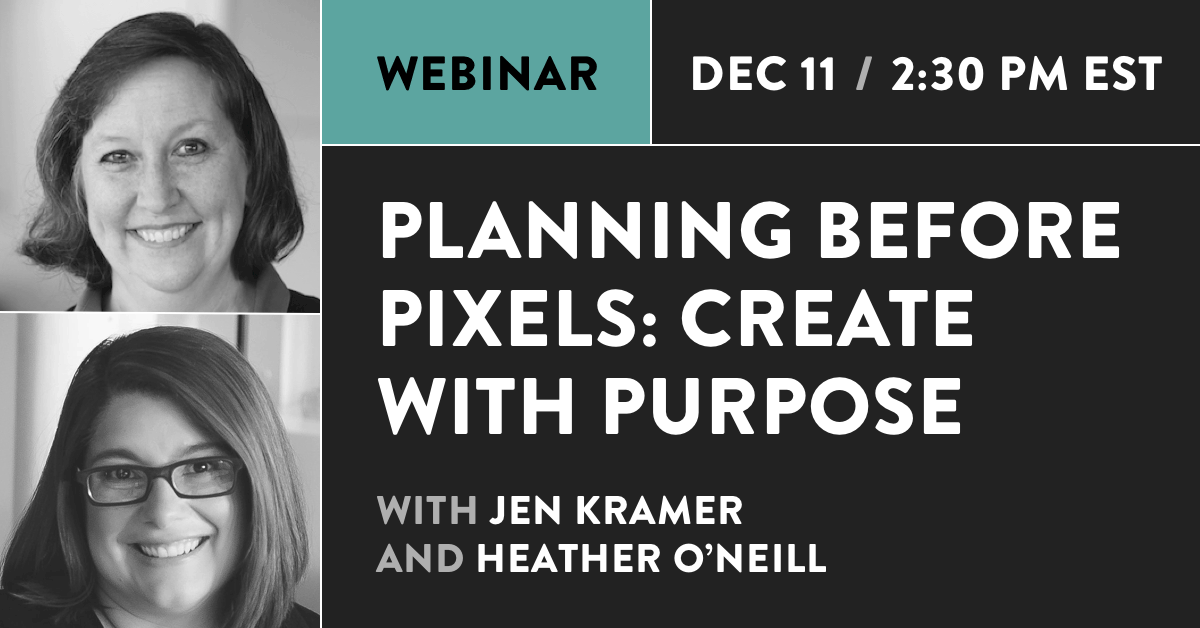 WEBINAR
DEC 11 / 2:30 PM EST
PLANNING BEFORE
PIXELS: CREATE
WITH PURPOSE
WITH JEN KRAMER
AND HEATHER O’NEILL